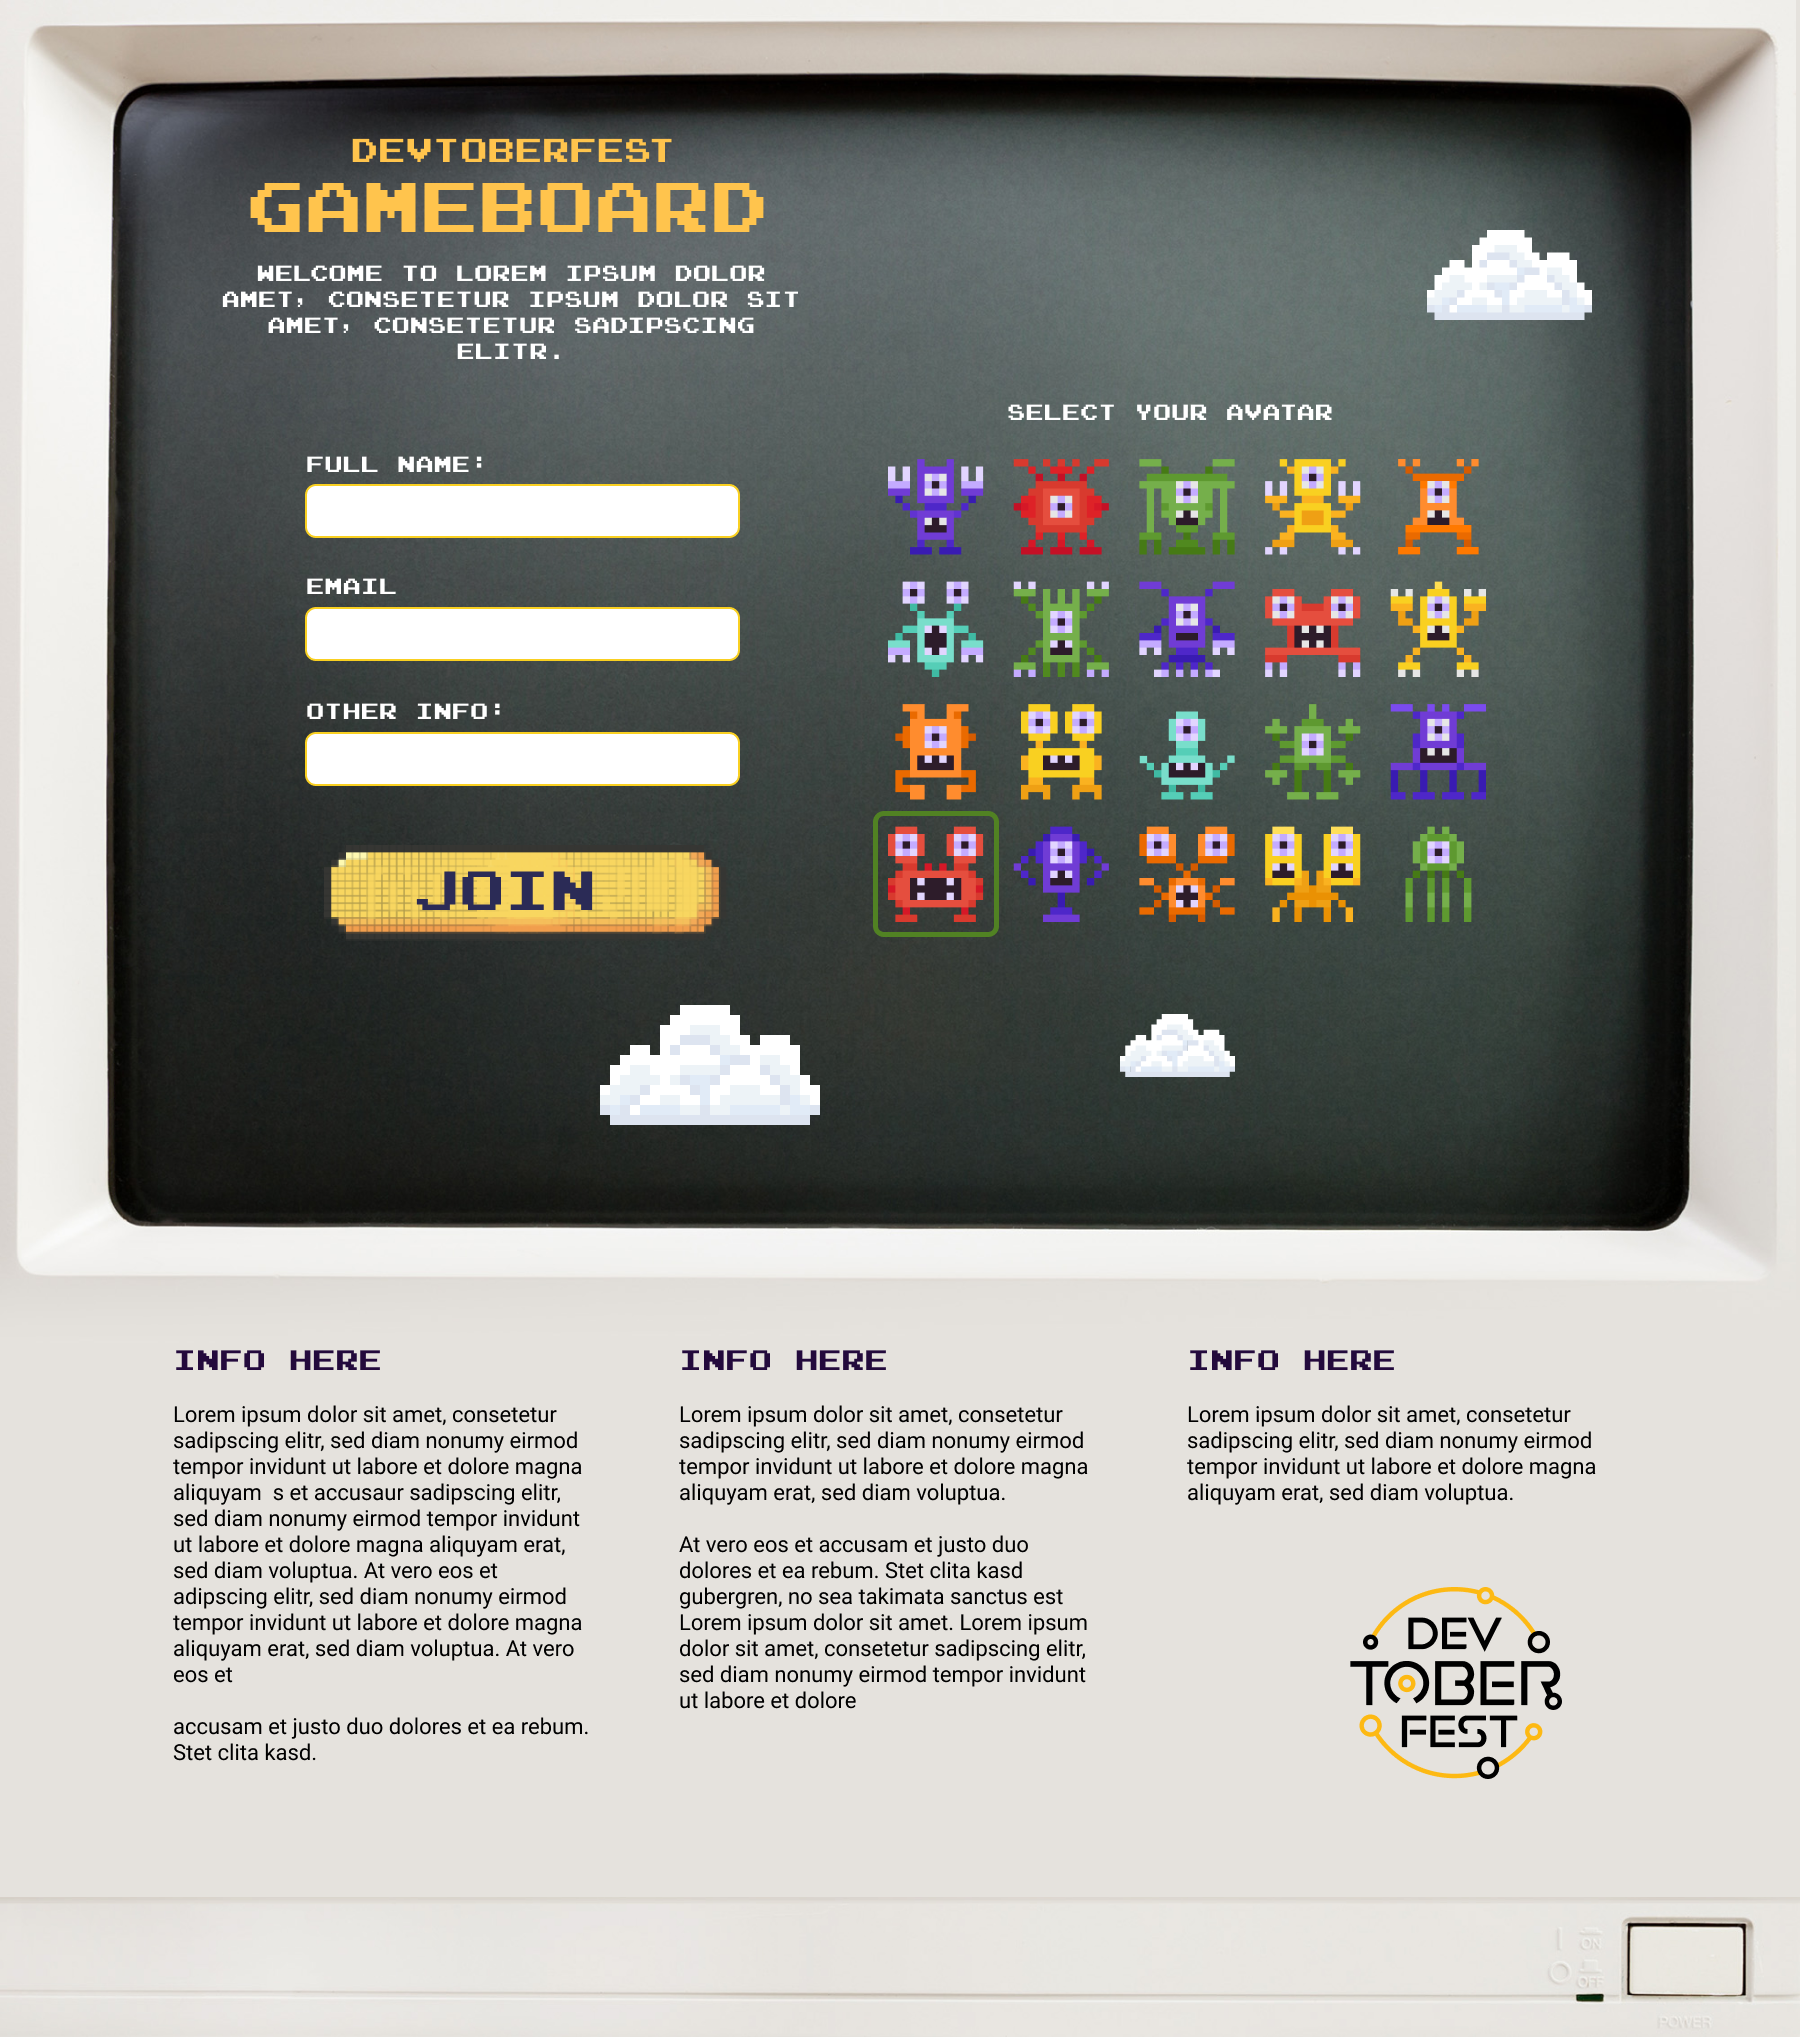 DEVTOBERFEST
GAMEBOARD
WELCOME TO LOREM IPSUM DOLOR
AMET, CONSETETUR IPSUM DOLOR SIT
AMET, CONSETETUR SADIPSCING
ELITR.
SELECT YOUR AVATAR
FULL NAME:
EMAIL
OTHER INFO:
JOIN
INFO HERE
Lorem ipsum dolor sit amet, consetetur
sadipscing elitr, sed diam nonumy eirmod
tempor invidunt ut labore et dolore magna
aliquyam  s et accusaur sadipscing elitr,
sed diam nonumy eirmod tempor invidunt
ut labore et dolore magna aliquyam erat,
sed diam voluptua. At vero eos et
adipscing elitr, sed diam nonumy eirmod
tempor invidunt ut labore et dolore magna
aliquyam erat, sed diam voluptua. At vero
eos et
accusam et justo duo dolores et ea rebum.
Stet clita kasd.
INFO HERE
Lorem ipsum dolor sit amet, consetetur
sadipscing elitr, sed diam nonumy eirmod
tempor invidunt ut labore et dolore magna
aliquyam erat, sed diam voluptua.
At vero eos et accusam et justo duo
dolores et ea rebum. Stet clita kasd
gubergren, no sea takimata sanctus est
Lorem ipsum dolor sit amet. Lorem ipsum
dolor sit amet, consetetur sadipscing elitr,
sed diam nonumy eirmod tempor invidunt
ut labore et dolore
INFO HERE
Lorem ipsum dolor sit amet, consetetur
sadipscing elitr, sed diam nonumy eirmod
tempor invidunt ut labore et dolore magna
aliquyam erat, sed diam voluptua.
DEV
TOBER
FEST
ON
OFF
POWER